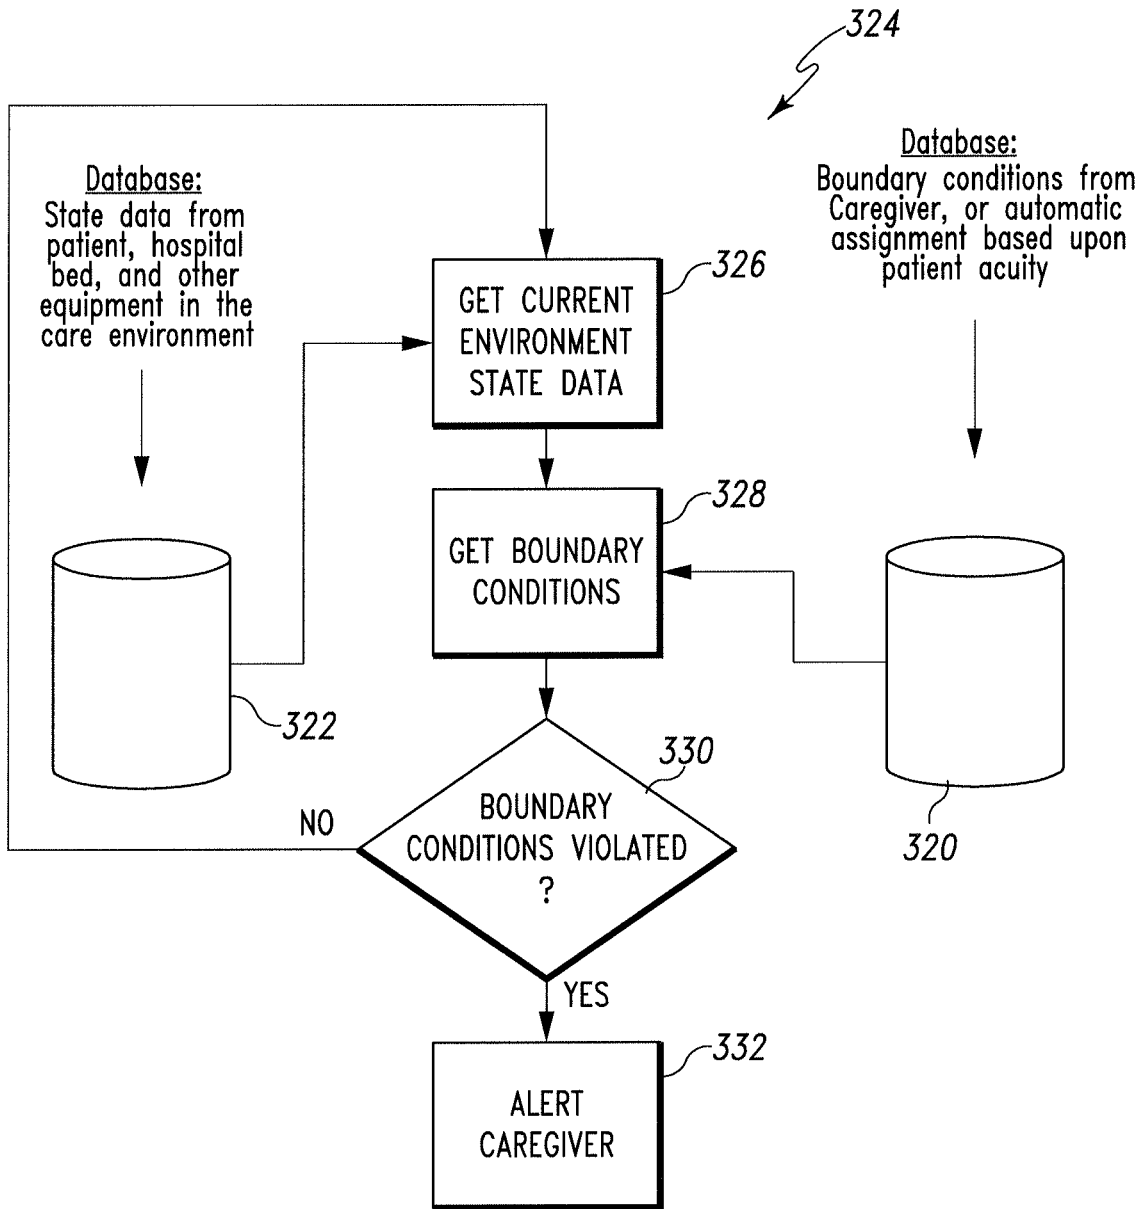 324
Database:
State data from
patient, hospital
bed, and other
equipment in the
care environment
Database:
Boundary conditions from
Caregiver, or automatic
assignment based upon
patient acuity
326
GET CURRENT
ENVIRONMENT
STATE DATA
328
GET BOUNDARY
CONDITIONS
322
330
BOUNDARY
CONDITIONS VIOLATED
?
NO
320
YES
332
ALERT
CAREGIVER